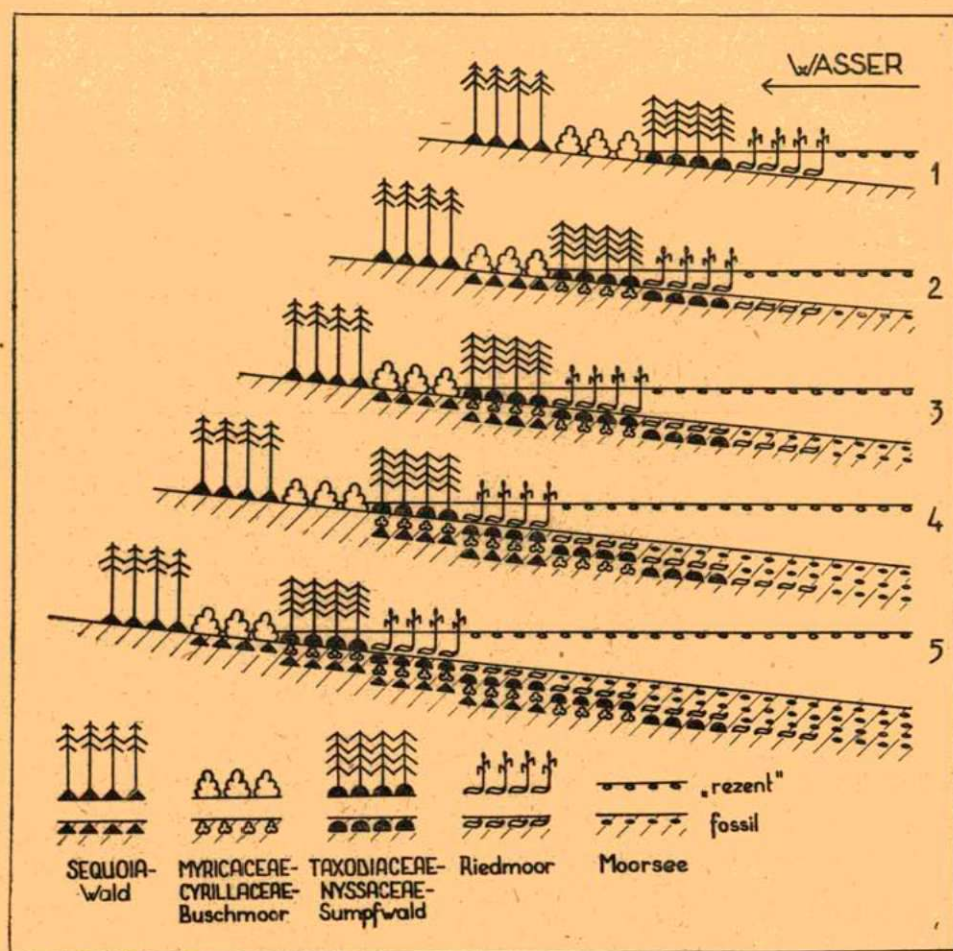 WASSER
1
2
3
4
5
„rezent"
fossil
SEQUOIA-
Wald
MYRICACEAE-
CYRILLACEAE-
Buschmoor
TAXODIACEAE-
NYSSACEAE-
Sumpfwald
Riedmoor
Moorsee